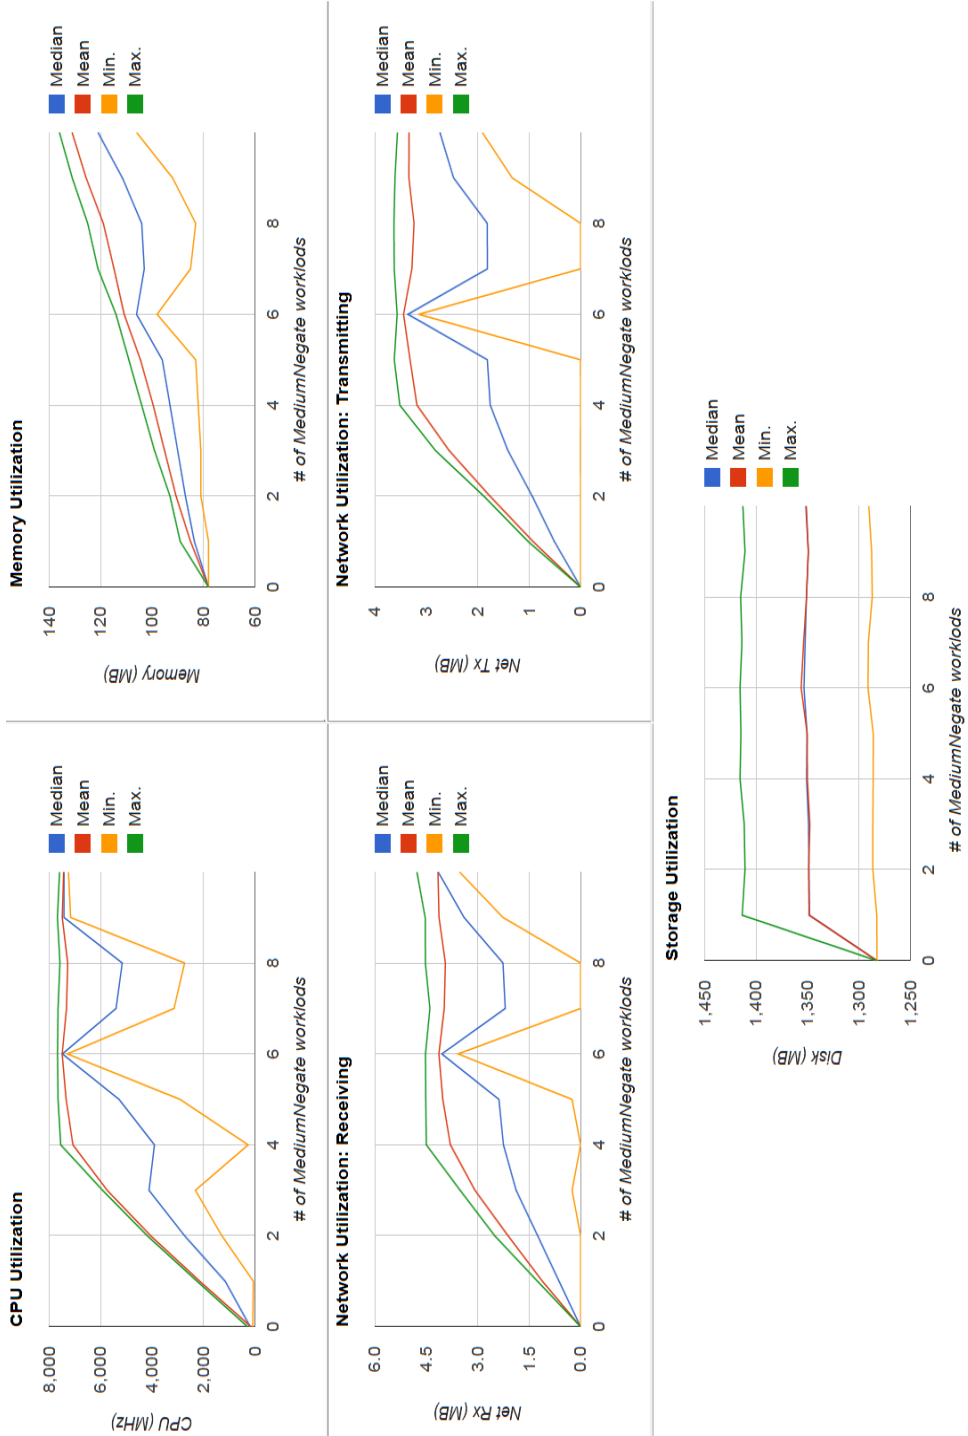 CPU Utilization
8,000
6,000
4,000
2,000
0
CPU (MHz)
0
2
4
6
8
# of MediumNegate worklods
Median
Mean
Min.
Max.
Memory Utilization
140
120
100
80
60
Memory (MB)
0
2
4
6
8
# of MediumNegate worklods
Median
Mean
Min.
Max.
Network Utilization: Receiving
6.0
4.5
3.0
1.5
0.0
Net Rx (MB)
0
2
4
6
8
# of MediumNegate worklods
Median
Mean
Min.
Max.
Network Utilization: Transmitting
4
3
2
1
0
Net Tx (MB)
0
2
4
6
8
# of MediumNegate worklods
Median
Mean
Min.
Max.
Storage Utilization
1,450
1,400
1,350
1,300
1,250
Disk (MB)
0
2
4
6
8
# of MediumNegate worklods
Median
Mean
Min.
Max.